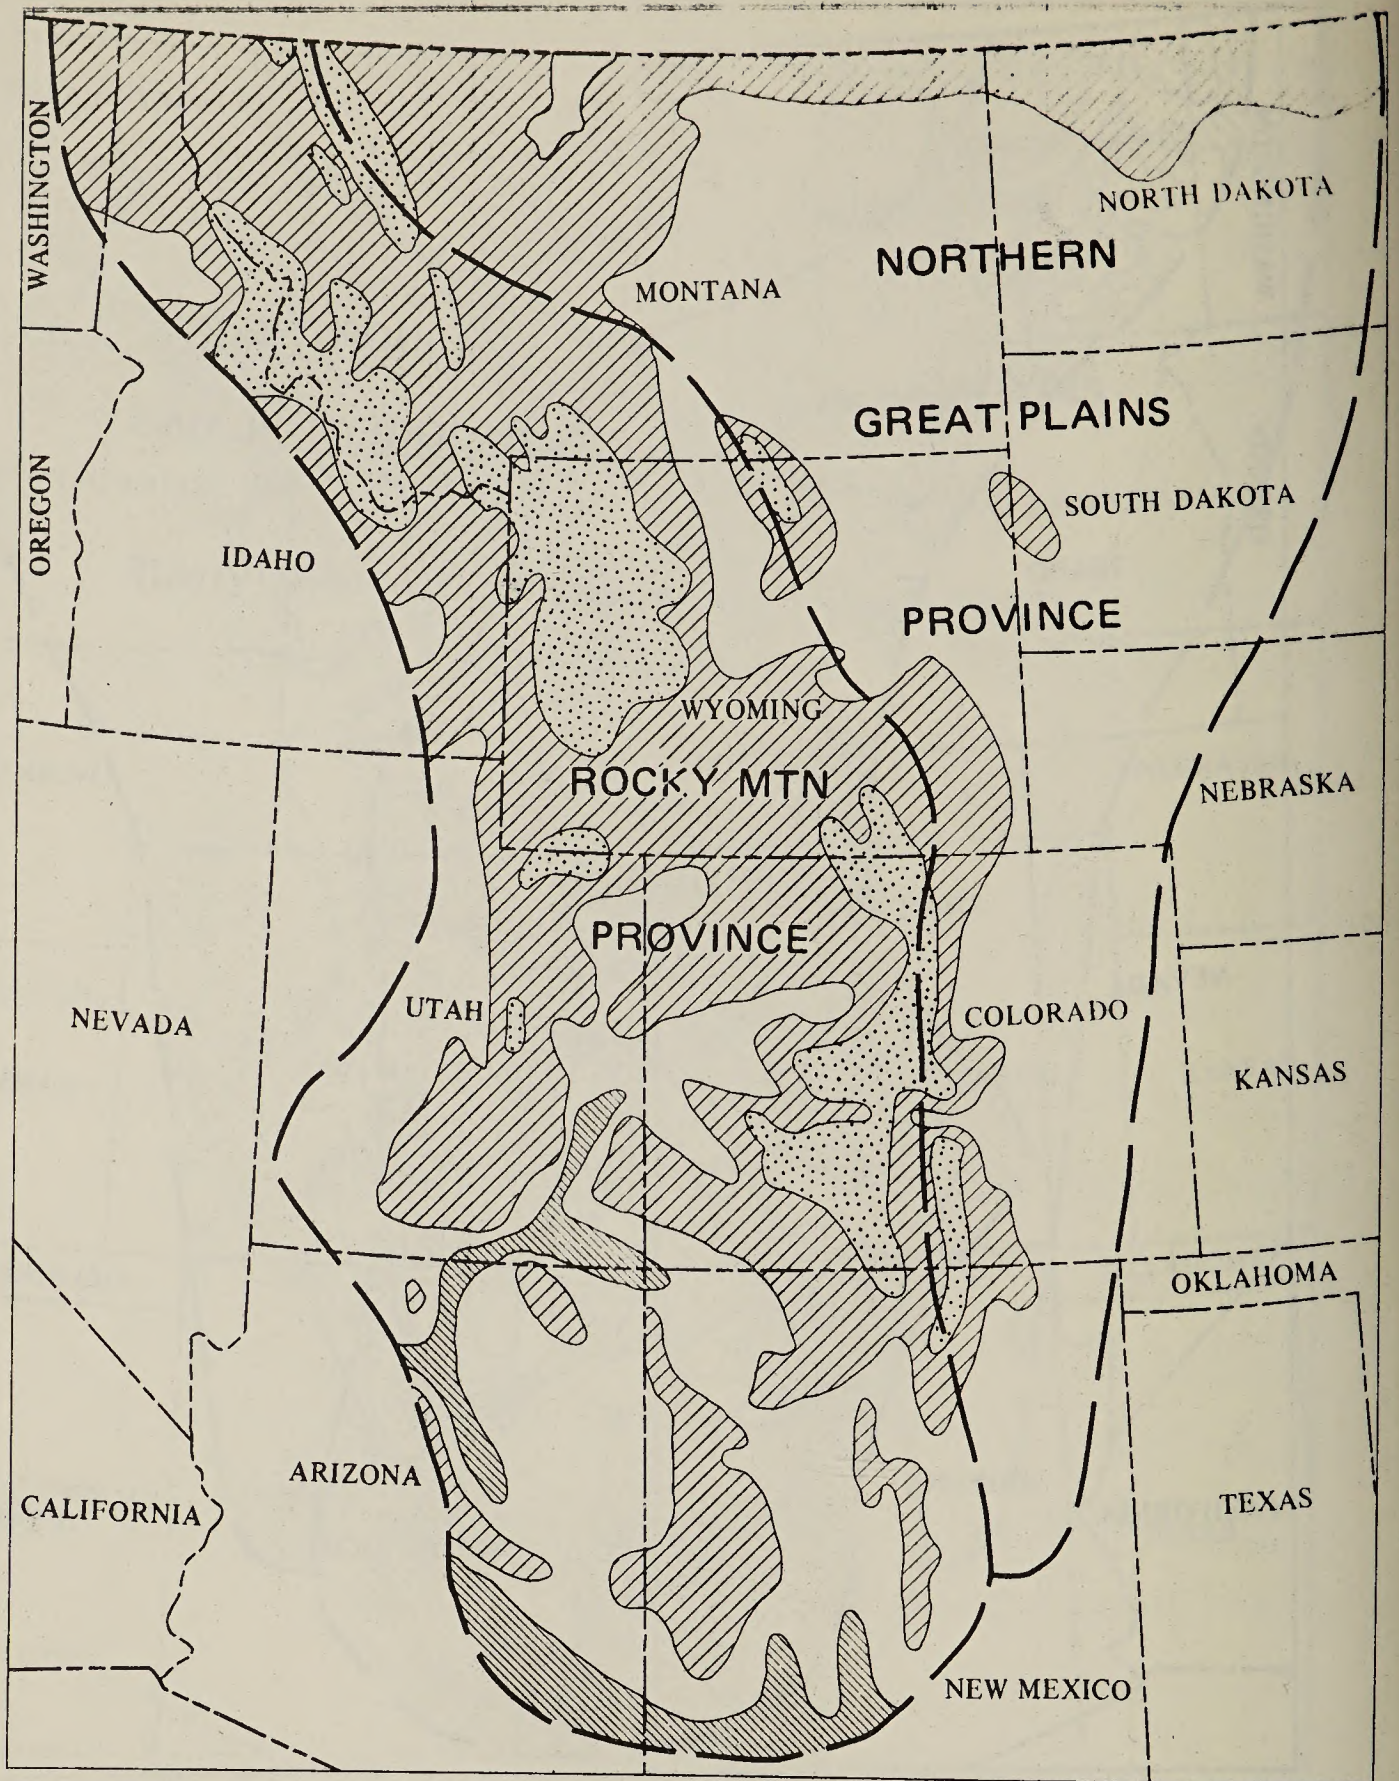 WASHINGTON
NORTH DAKOTA
NORTHERN
MONTANA
GREAT PLAINS
OREGON
SOUTH DAKOTA
IDAHO
PROVINCE
WYOMING
ROCKY MTN
NEBRASKA
PROVINCE
NEVADA
UTAH
COLORADO
KANSAS
OKLAHOMA
ARIZONA
CALIFORNIA
TEXAS
NEW MEXICO